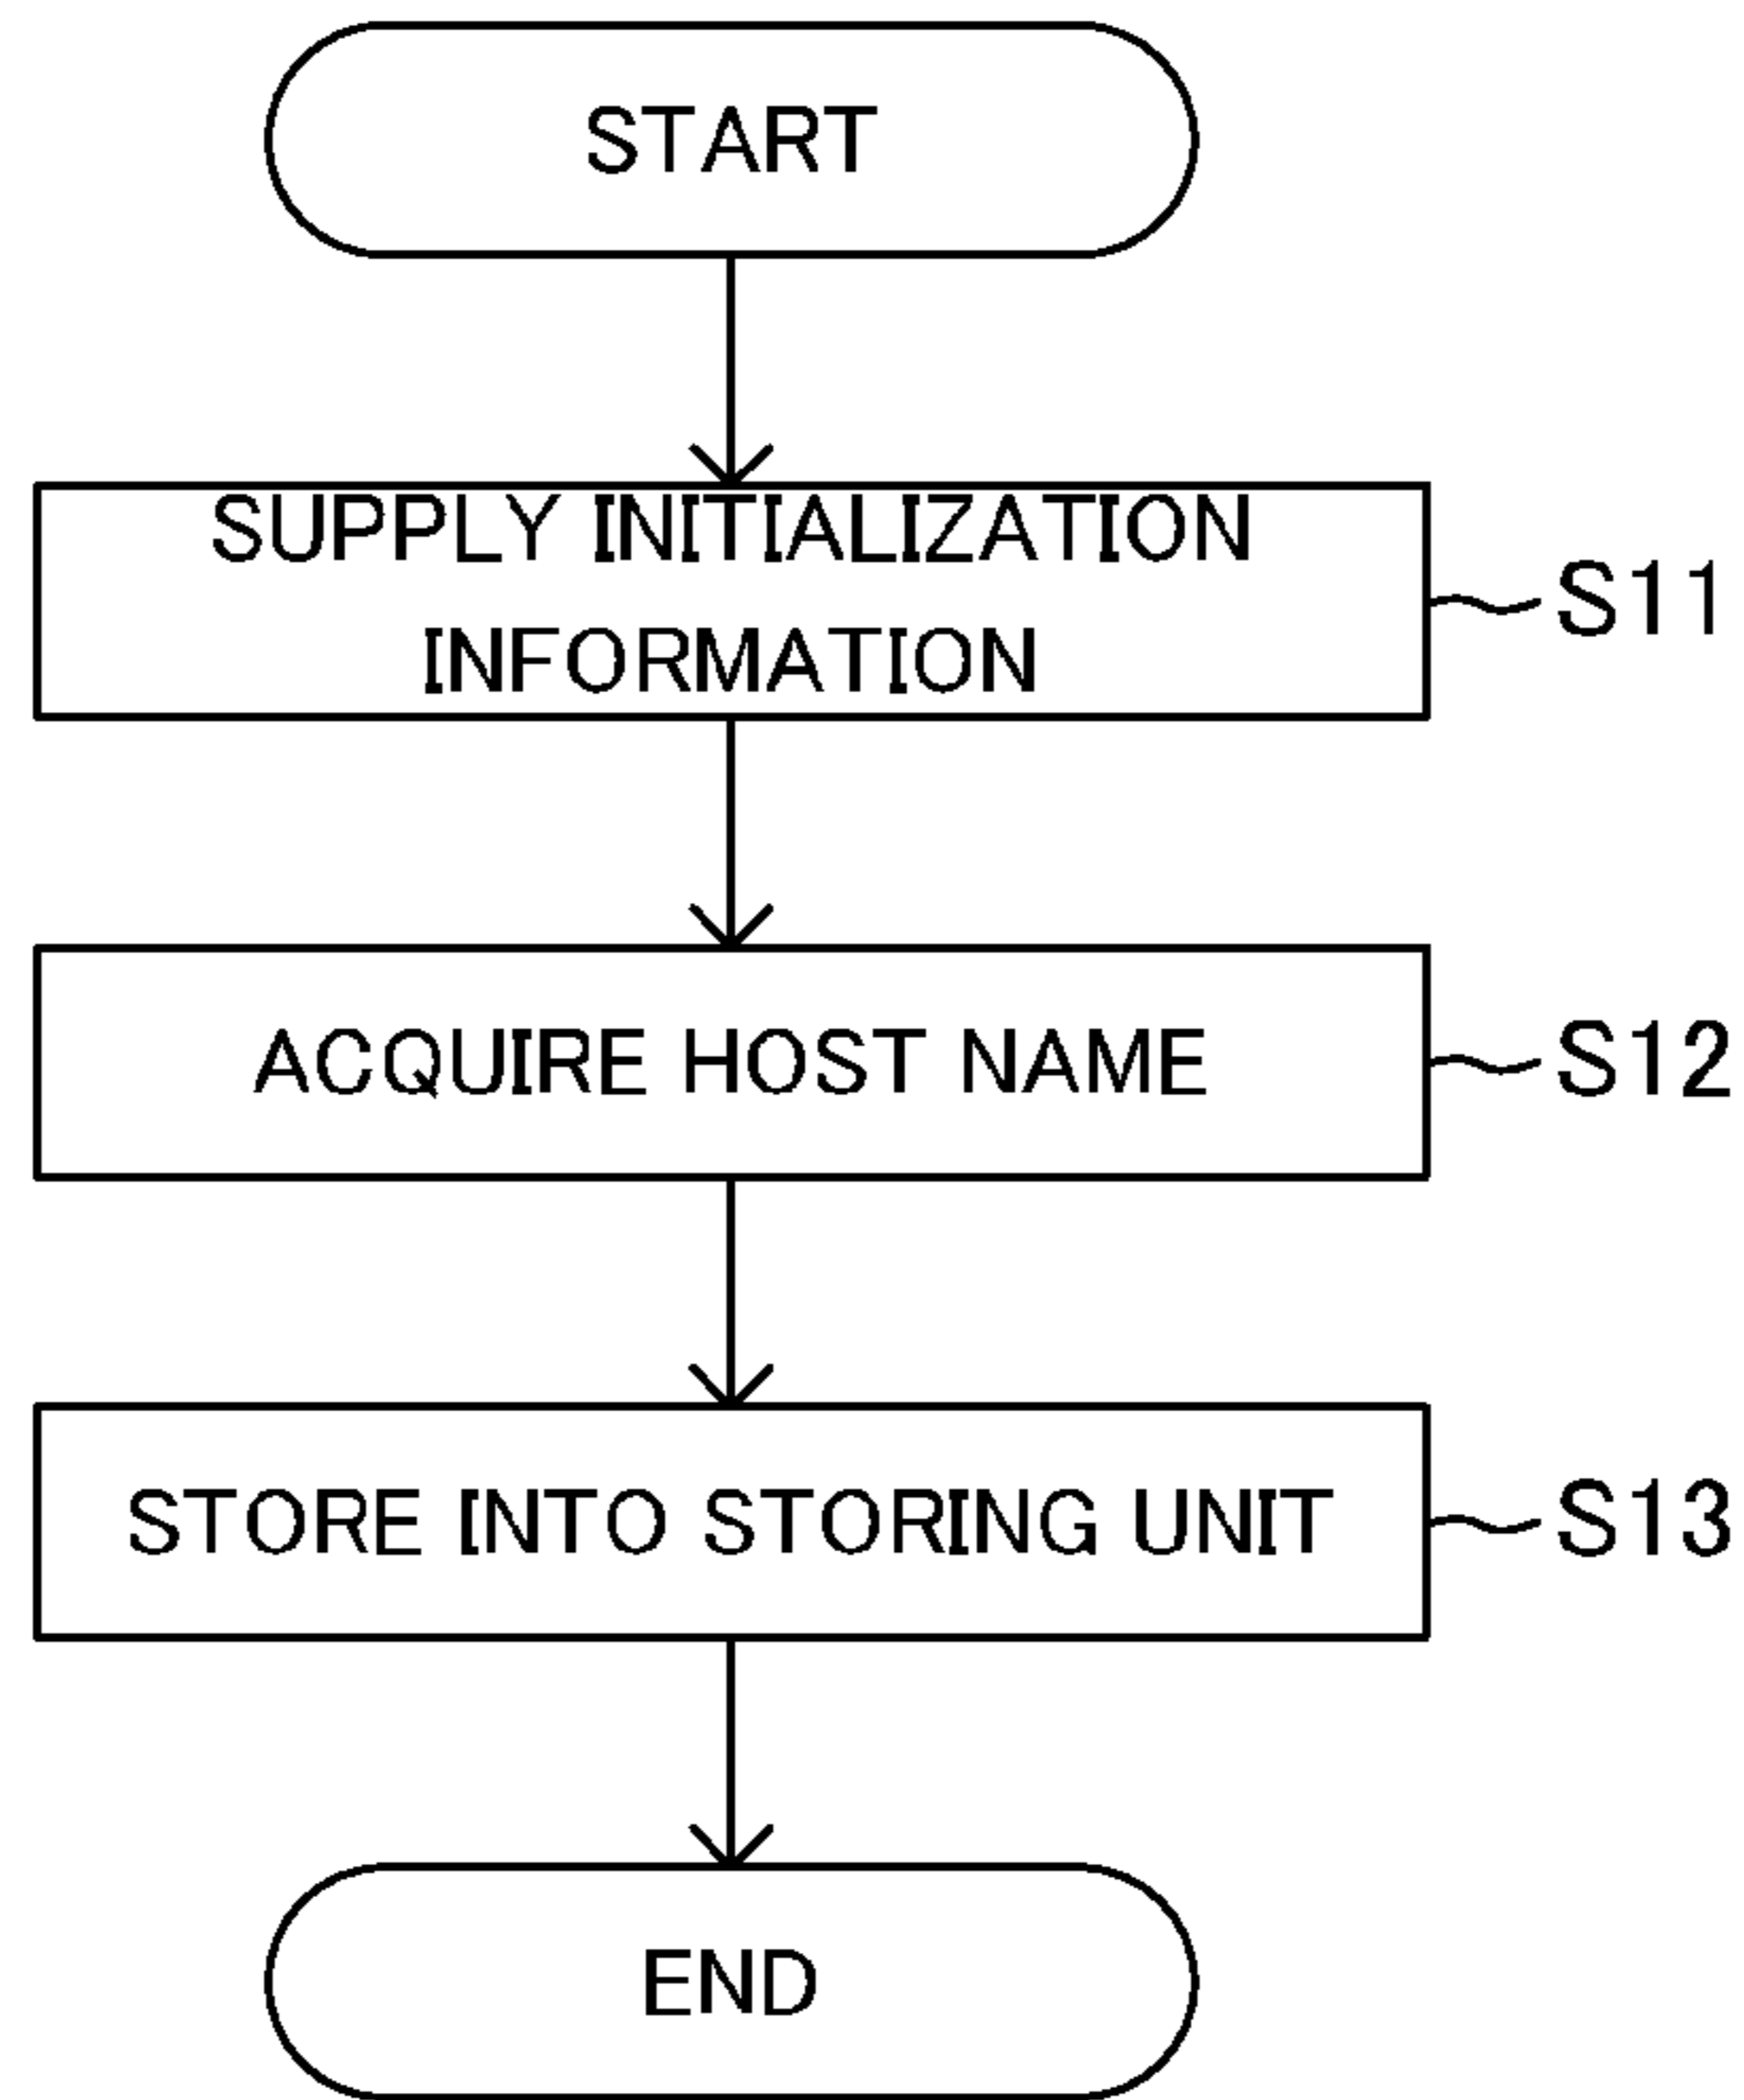 START
SUPPLY INITIALIZATION
INFORMATION
S11
ACQUIRE HOST NAME
S12
STORE INTO STORING UNIT
S13
END